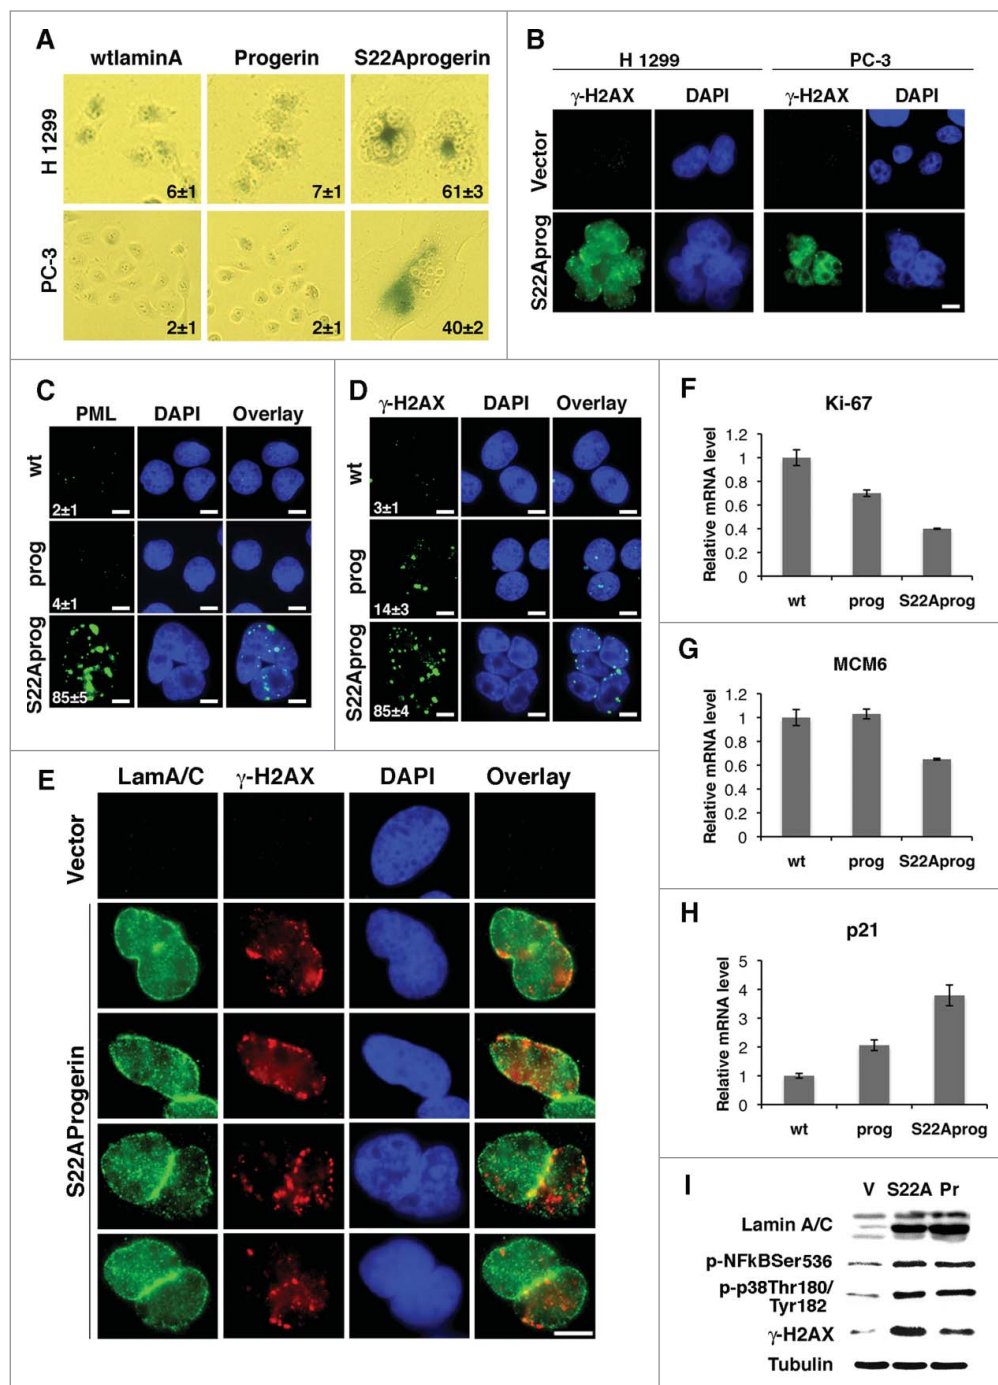 A
wtlaminA Progerin S22Aprogerin
H 1299
6±1 7±1 61±3
PC-3
2±1 2±1 40±2
B
H 1299 PC-3
γ-H2AX DAPI γ-H2AX DAPI
Vector
S22Aprog
C
PML DAPI Overlay
wt
2±1
prog
4±1
S22Aprog
85±5
D
γ-H2AX DAPI Overlay
wt
3±1
prog
14±3
S22Aprog
85±4
E
LamA/C γ-H2AX DAPI Overlay
Vector
S22AProgerin
F
Ki-67
Relative mRNA level
1.2
1
0.8
0.6
0.4
0.2
0
wt prog S22Aprog
G
MCM6
Relative mRNA level
1.2
1
0.8
0.6
0.4
0.2
0
wt prog S22Aprog
H
p21
Relative mRNA level
5
4
3
2
1
0
wt prog S22Aprog
I
V S22A Pr
Lamin A/C
p-NFkBSer536
p-p38Thr180/
Tyr182
γ-H2AX
Tubulin